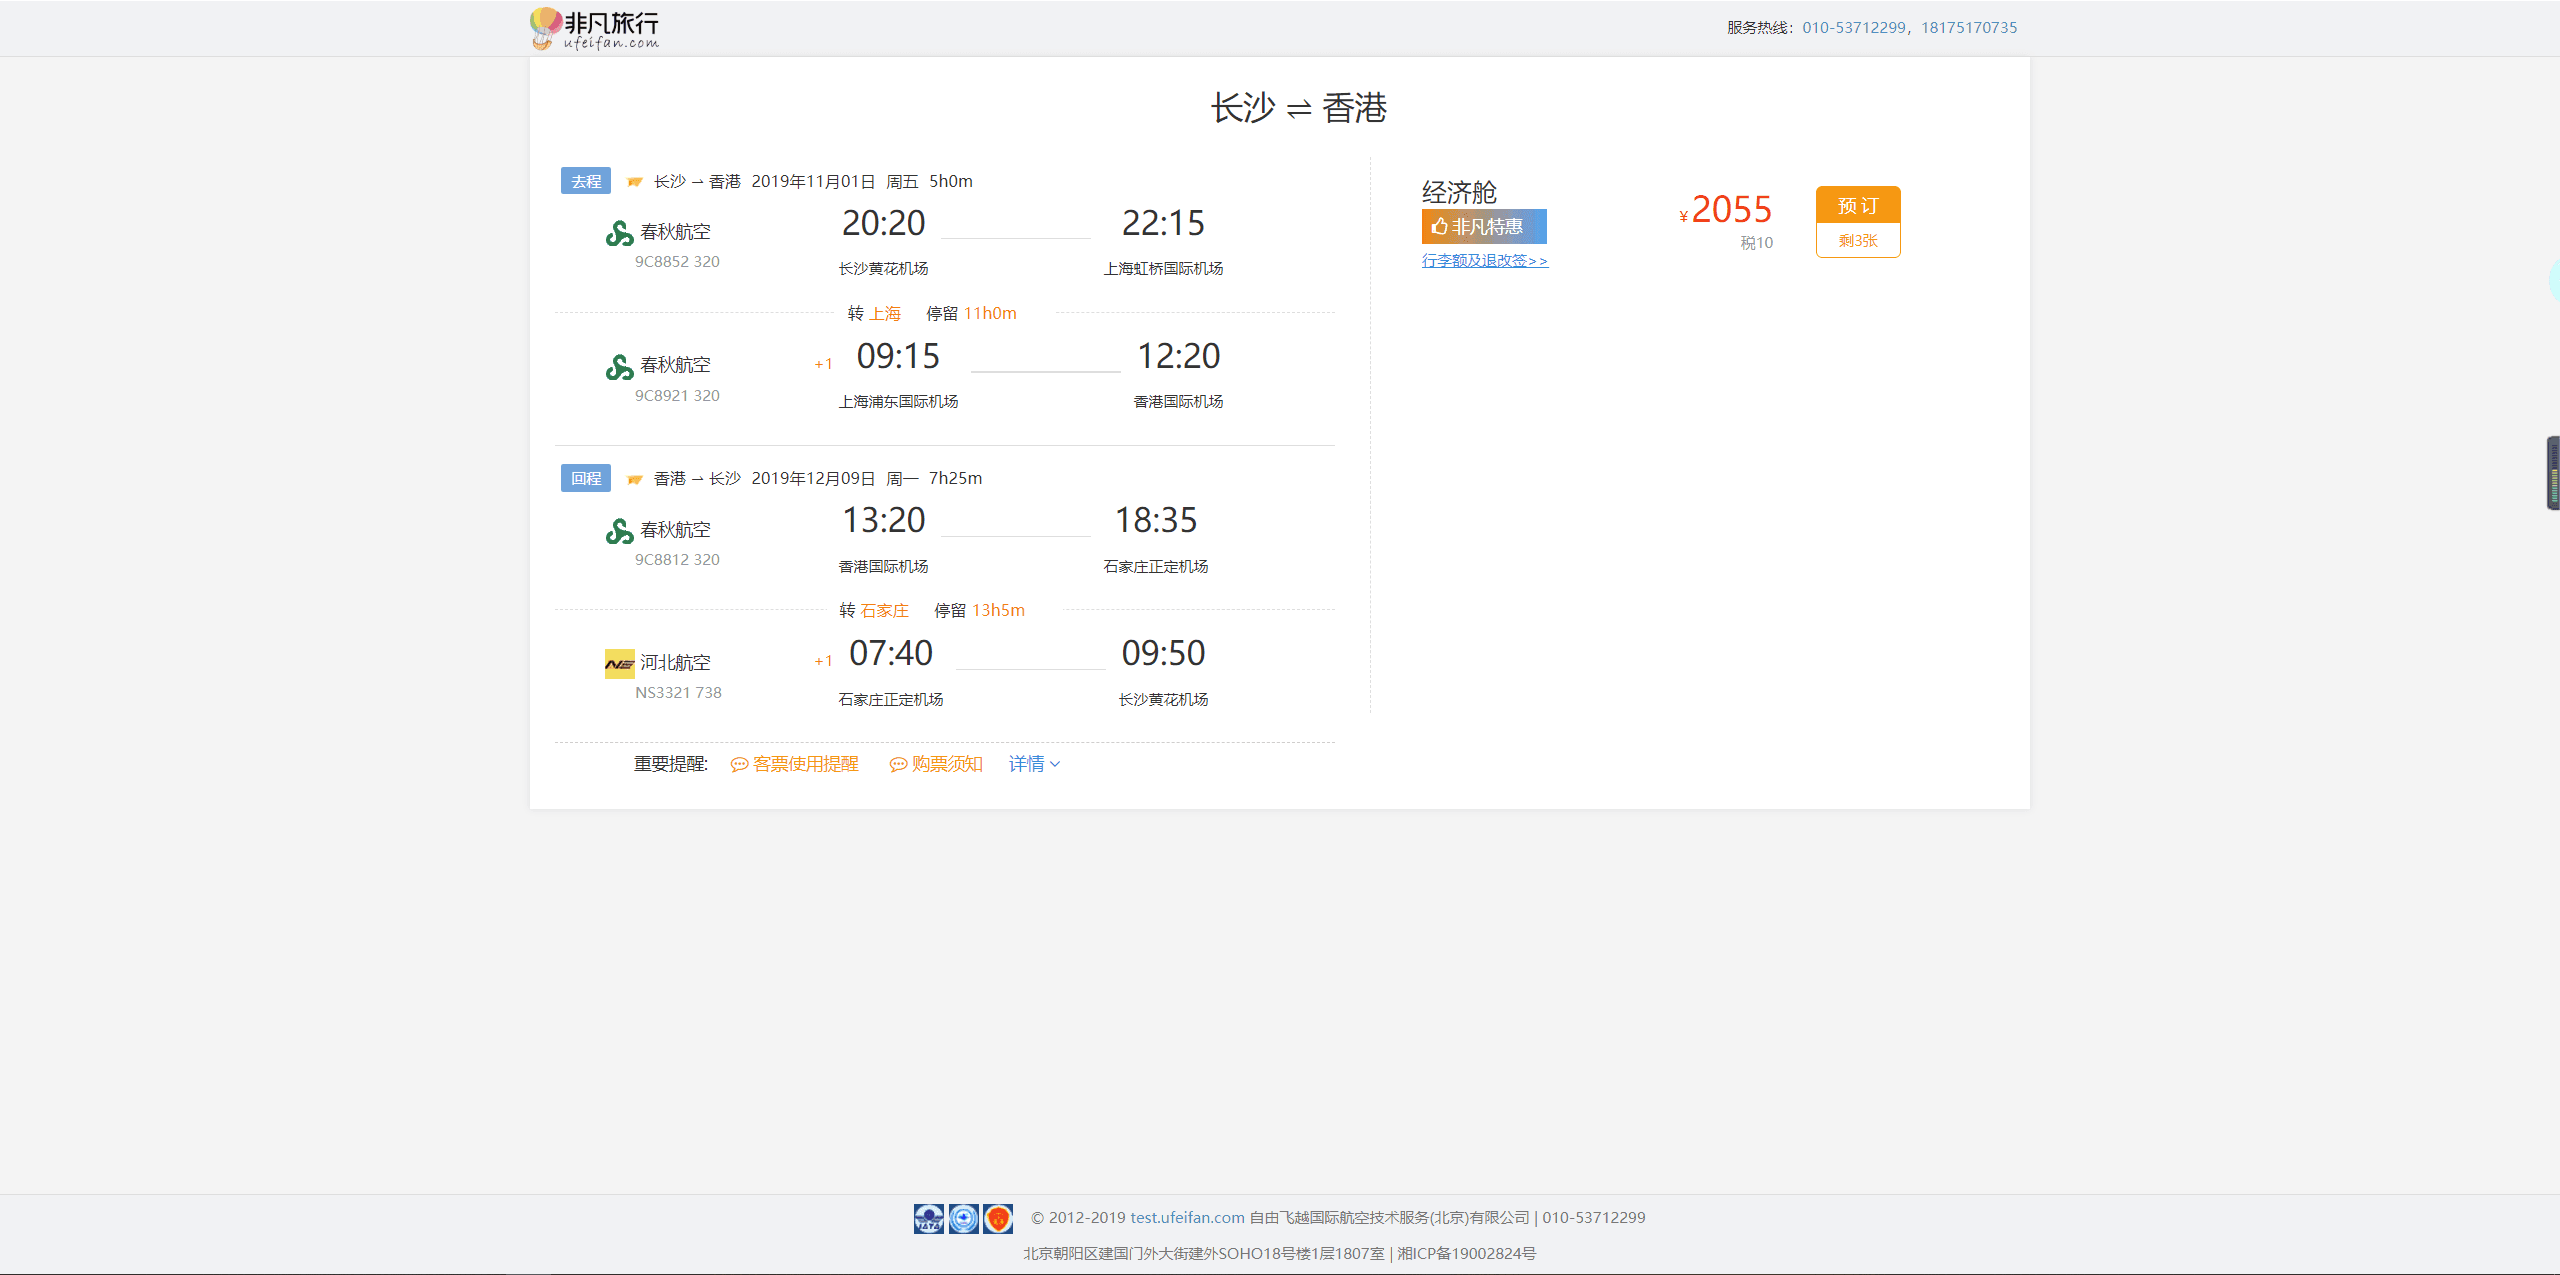 非凡旅行
ufeifan.com
服务热线：010-53712299，18175170735
长沙 ⇌ 香港
去程 长沙 ⇀ 香港 2019年11月01日 周五 5h0m
春秋航空
9C8852 320
20:20 22:15
长沙黄花机场 上海虹桥国际机场
转 上海 停留 11h0m
春秋航空
9C8921 320
+1 09:15 12:20
上海浦东国际机场 香港国际机场
回程 香港 ⇀ 长沙 2019年12月09日 周一 7h25m
春秋航空
9C8812 320
13:20 18:35
香港国际机场 石家庄正定机场
转 石家庄 停留 13h5m
NE 河北航空
NS3321 738
+1 07:40 09:50
石家庄正定机场 长沙黄花机场
重要提醒: 客票使用提醒 购票须知 详情
经济舱
非凡特惠
行李额及退改签>>
¥2055
税10
预 订
剩3张
IATA © 2012-2019 test.ufeifan.com 自由飞越国际航空技术服务(北京)有限公司 | 010-53712299
北京朝阳区建国门外大街建外SOHO18号楼1层1807室 | 湘ICP备19002824号